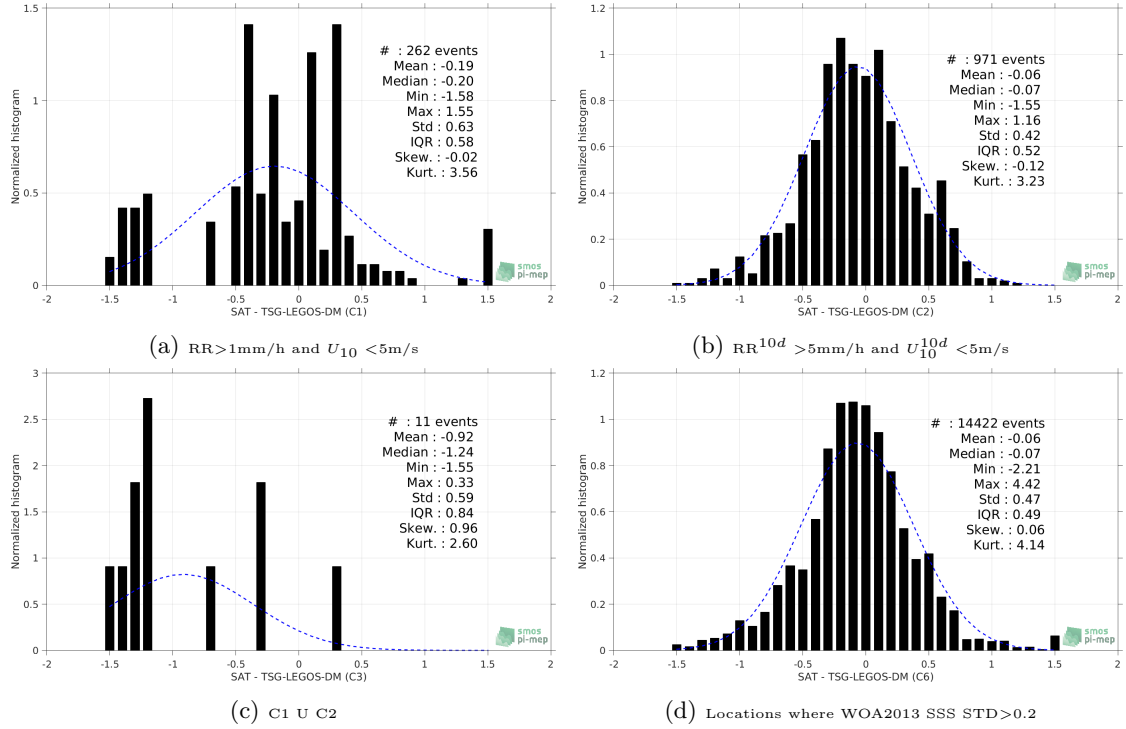 1.5
1
0.5
0
Normalized histogram
-2 -1.5 -1 -0.5 0 0.5 1 1.5 2
SAT - TSG-LEGOS-DM (C1)
# : 262 events
Mean : -0.19
Median : -0.20
Min : -1.58
Max : 1.55
Std : 0.63
IQR : 0.58
Skew. : -0.02
Kurt. : 3.56
smos
pi-mep
(a) RR>1mm/h and U10 <5m/s
1.2
1
0.8
0.6
0.4
0.2
0
Normalized histogram
-2 -1.5 -1 -0.5 0 0.5 1 1.5 2
SAT - TSG-LEGOS-DM (C2)
# : 971 events
Mean : -0.06
Median : -0.07
Min : -1.55
Max : 1.16
Std : 0.42
IQR : 0.52
Skew. : -0.12
Kurt. : 3.23
smos
pi-mep
(b) RR10d >5mm/h and U10d10 <5m/s
3
2.5
2
1.5
1
0.5
0
Normalized histogram
-2 -1.5 -1 -0.5 0 0.5 1 1.5 2
SAT - TSG-LEGOS-DM (C3)
# : 11 events
Mean : -0.92
Median : -1.24
Min : -1.55
Max : 0.33
Std : 0.59
IQR : 0.84
Skew. : 0.96
Kurt. : 2.60
smos
pi-mep
(c) C1 U C2
1.2
1
0.8
0.6
0.4
0.2
0
Normalized histogram
-2 -1.5 -1 -0.5 0 0.5 1 1.5 2
SAT - TSG-LEGOS-DM (C6)
# : 14422 events
Mean : -0.06
Median : -0.07
Min : -2.21
Max : 4.42
Std : 0.47
IQR : 0.49
Skew. : 0.06
Kurt. : 4.14
smos
pi-mep
(d) Locations where WOA2013 SSS STD>0.2